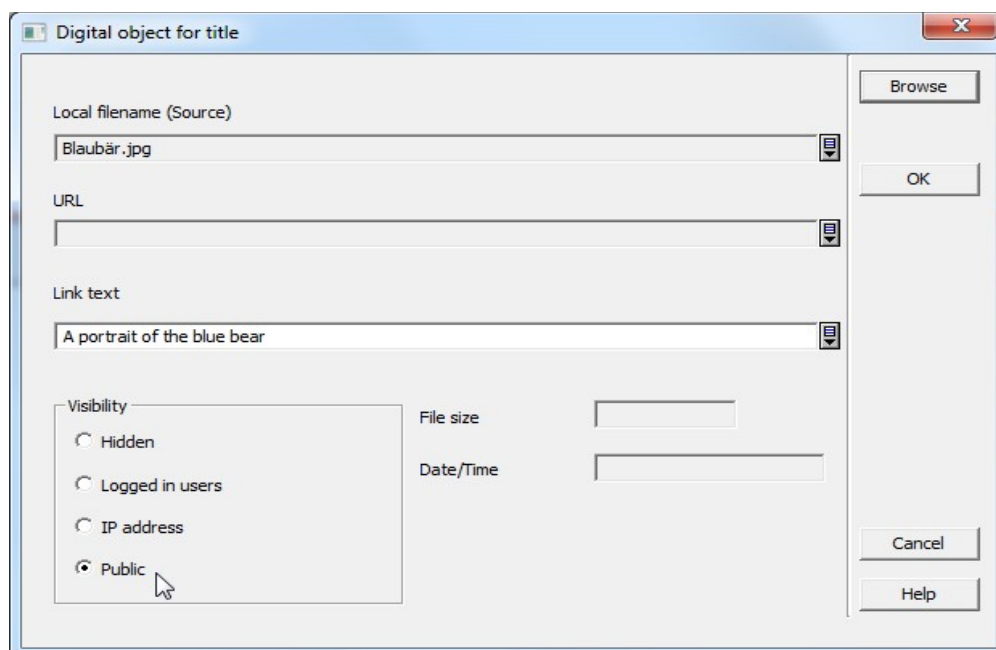 Digital object for title
Browse
Local filename (Source)
Blaubär.jpg
OK
URL
Link text
A portrait of the blue bear
Visibility
Hidden
File size
Logged in users
Date/Time
IP address
Public
Cancel
Help